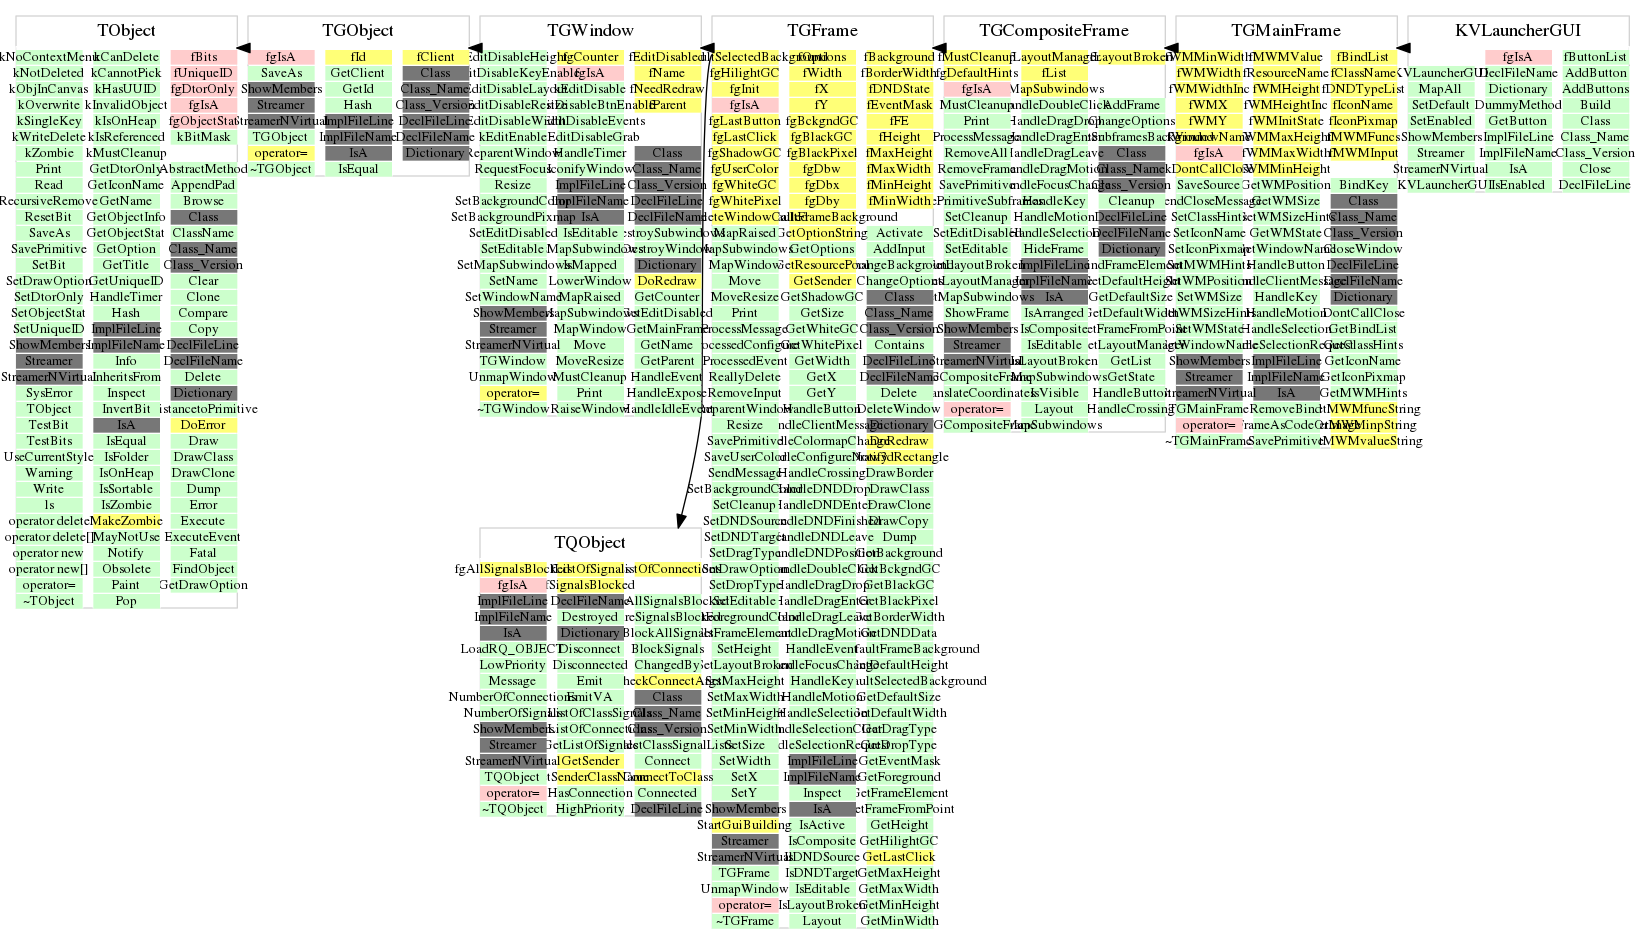 TObject
kNoContextMenu kCanDelete fBits
kNotDeleted kCannotPick fUniqueID
kObjInCanvas kHasUUID fgDtorOnly
kOverwrite kInvalidObject fgIsA
kSingleKey kIsOnHeap fgObjectStat
kWriteDelete kIsReferenced kBitMask
kZombie kMustCleanup
Print GetDtorOnly AbstractMethod
Read GetIconName AppendPad
RecursiveRemove GetName Browse
ResetBit GetObjectInfo Class
SaveAs GetObjectStat ClassName
SavePrimitive GetOption Class_Name
SetBit GetTitle Class_Version
SetDrawOption GetUniqueID Clear
SetDtorOnly HandleTimer Clone
SetObjectStat Hash Compare
SetUniqueID ImplFileLine Copy
ShowMembers ImplFileName DeclFileLine
Streamer Info DeclFileName
StreamerNVirtual InheritsFrom Delete
SysError Inspect Dictionary
TObject InvertBit DistancetoPrimitive
TestBit IsA DoError
TestBits IsEqual Draw
UseCurrentStyle IsFolder DrawClass
Warning IsOnHeap DrawClone
Write IsSortable Dump
ls IsZombie Error
operator delete MakeZombie Execute
operator delete[] MayNotUse ExecuteEvent
operator new Notify Fatal
operator new[] Obsolete FindObject
operator= Paint GetDrawOption
~TObject Pop
TGObject
fgIsA fId fClient
SaveAs GetClient Class
ShowMembers GetId Class_Name
Streamer Hash Class_Version
StreamerNVirtual ImplFileLine DeclFileLine
TGObject ImplFileName DeclFileName
operator= IsA Dictionary
~TGObject IsEqual
TGWindow
kEditDisableHeight fgCounter fEditDisabled
kEditDisableKeyEnable fgIsA fName
kEditDisableLayout kEditDisable fNeedRedraw
kEditDisableResize kEditDisableBtnEnable fParent
kEditDisableWidth kEditDisableEvents
kEditEnable kEditDisableGrab
ReparentWindow HandleTimer Class
RequestFocus IconifyWindow Class_Name
Resize ImplFileLine Class_Version
SetBackgroundColor ImplFileName DeclFileLine
SetBackgroundPixmap IsA DeclFileName
SetEditDisabled IsEditable DestroySubwindows
SetEditable IsMapSubwindows DestroyWindow
SetMapSubwindows IsMapped Dictionary
SetName LowerWindow DoRedraw
SetWindowName MapRaised GetCounter
ShowMembers MapSubwindows GetEditDisabled
Streamer MapWindow GetMainFrame
StreamerNVirtual Move GetName
TGWindow MoveResize GetParent
UnmapWindow MustCleanup HandleEvent
operator= Print HandleExpose
~TGWindow RaiseWindow HandleIdleEvent
TQObject
fgAllSignalsBlocked fListOfSignals fListOfConnections
fgIsA fSignalsBlocked
ImplFileLine DeclFileName AllSignalsBlocked
ImplFileName Destroyed AreSignalsBlocked
IsA Dictionary BlockAllSignals
LoadRQ_OBJECT Disconnect BlockSignals
LowPriority Disconnected ChangedBy
Message Emit CheckConnectArgs
NumberOfConnections EmitVA Class
NumberOfSignals GetListOfClassSignals Class_Name
ShowMembers GetListOfConnections Class_Version
Streamer GetListOfSignals CollectClassSignalLists
StreamerNVirtual GetSender Connect
TQObject GetSenderClassName ConnectToClass
operator= HasConnection Connected
~TQObject HighPriority DeclFileLine
TGFrame
fgDefaultSelectedBackground fOptions fBackground
fgHilightGC fWidth fBorderWidth
fgInit fX fDNDState
fgIsA fY fEventMask
fgLastButton fgBckgndGC fFE
fgLastClick fgBlackGC fHeight
fgShadowGC fgBlackPixel fMaxHeight
fgUserColor fgDbw fMaxWidth
fgWhiteGC fgDbx fMinHeight
fgWhitePixel fgDby fMinWidth
fgDefaultFrameBackground
MapRaised GetOptionString Activate
MapSubwindows GetOptions AddInput
MapWindow GetResourcePool ChangeBackground
Move GetSender ChangeOptions
MoveResize GetShadowGC Class
Print GetSize Class_Name
ProcessMessage GetWhiteGC Class_Version
ProcessedConfigure GetWhitePixel Contains
ProcessedEvent GetWidth DeclFileLine
ReallyDelete GetX DeclFileName
RemoveInput GetY Delete
ReparentWindow HandleButton DeleteWindow
Resize HandleClientMessage Dictionary
SavePrimitive HandleColormapChange DoRedraw
SaveUserColor HandleConfigureNotify Draw3dRectangle
SendMessage HandleCrossing DrawBorder
SetBackgroundColor HandleDNDDrop DrawClass
SetCleanup HandleDNDEnter DrawClone
SetDNDSource HandleDNDFinished DrawCopy
SetDNDTarget HandleDNDLeave Dump
SetDragType HandleDNDPosition GetBackground
SetDrawOption HandleDoubleClick GetBckgndGC
SetDropType HandleDragDrop GetBlackGC
SetEditable HandleDragEnter GetBlackPixel
SetForegroundColor HandleDragLeave GetBorderWidth
SetFrameElement HandleDragMotion GetDNDData
SetHeight HandleEvent GetDefaultFrameBackground
SetLayoutBroken HandleFocusChange GetDefaultHeight
SetMaxHeight HandleKey GetDefaultSelectedBackground
SetMaxWidth HandleMotion GetDefaultSize
SetMinHeight HandleSelection GetDefaultWidth
SetMinWidth HandleSelectionClear GetDragType
SetSize HandleSelectionRequest GetDropType
SetWidth ImplFileLine GetEventMask
SetX ImplFileName GetForeground
SetY Inspect GetFrameElement
ShowMembers IsA GetFrameFromPoint
StartGuiBuilding IsActive GetHeight
Streamer IsComposite GetHilightGC
StreamerNVirtual IsDNDSource GetLastClick
TGFrame IsDNDTarget GetMaxHeight
UnmapWindow IsEditable GetMaxWidth
operator= IsLayoutBroken GetMinHeight
~TGFrame Layout GetMinWidth
TGCompositeFrame
fMustCleanup fLayoutManager fLayoutBroken
fgDefaultHints fList
fgIsA fMapSubwindows
MustCleanup HandleDoubleClick AddFrame
Print HandleDragDrop ChangeOptions
ProcessMessage HandleDragEnter ChangeSubframesBackground
RemoveAll HandleDragLeave Class
RemoveFrame HandleDragMotion Class_Name
SavePrimitive HandleFocusChange Class_Version
SavePrimitiveSubframes HandleKey Cleanup
SetCleanup HandleMotion DeclFileLine
SetEditDisabled HandleSelection DeclFileName
SetEditable HideFrame Dictionary
SetLayoutBroken ImplFileLine FindFrameElement
SetLayoutManager ImplFileName GetDefaultHeight
SetMapSubwindows IsA GetDefaultSize
ShowFrame IsArranged GetDefaultWidth
ShowMembers IsComposite GetFrameFromPoint
Streamer IsEditable GetLayoutManager
StreamerNVirtual IsLayoutBroken GetList
TGCompositeFrame IsMapSubwindows GetState
TranslateCoordinates IsVisible HandleButton
operator= Layout HandleCrossing
~TGCompositeFrame MapSubwindows
TGMainFrame
fWMMinWidth fMWMValue fBindList
fWMWidth fResourceName fClassName
fWMWidthInc fWMHeight fDNDTypeList
fWMX fWMHeightInc fIconName
fWMY fWMInitState fIconPixmap
fWindowName fWMMaxHeight fMWMFuncs
fgIsA fWMMaxWidth fMWMInput
kDontCallClose fWMMinHeight
SaveSource GetWMPosition BindKey
SendCloseMessage GetWMSize Class
SetClassHints GetWMSizeHints Class_Name
SetIconName GetWMState Class_Version
SetIconPixmap GetWindowName CloseWindow
SetMWMHints HandleButton DeclFileLine
SetWMPosition HandleClientMessage DeclFileName
SetWMSize HandleKey Dictionary
SetWMSizeHints HandleMotion DontCallClose
SetWMState HandleSelection GetBindList
SetWindowName HandleSelectionRequest GetClassHints
ShowMembers ImplFileLine GetIconName
Streamer ImplFileName GetIconPixmap
StreamerNVirtual IsA GetMWMHints
TGMainFrame RemoveBind GetMWMfuncString
operator= SaveFrameAsCodeOrImage GetMWMinpString
~TGMainFrame SavePrimitive GetMWMvalueString
KVLauncherGUI
fgIsA fButtonList
KVLauncherGUI DeclFileName AddButton
MapAll Dictionary AddButtons
SetDefault DummyMethod Build
SetEnabled GetButton Class
ShowMembers ImplFileLine Class_Name
Streamer ImplFileName Class_Version
StreamerNVirtual IsA Close
~KVLauncherGUI IsEnabled DeclFileLine